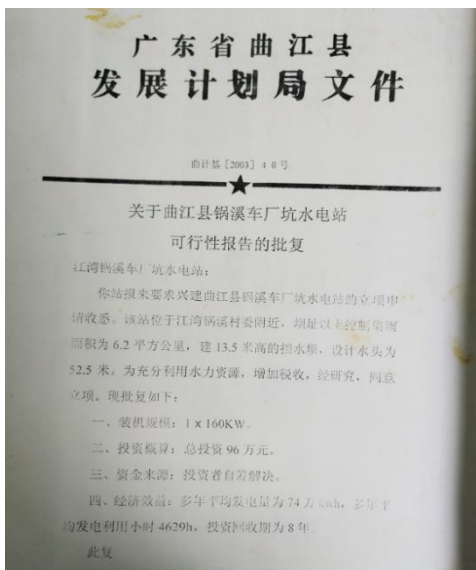 广东省曲江县
发展计划局文件
曲计基［2003］40号
关于曲江县锅溪车厂坑水电站
可行性报告的批复
江湾锅溪车厂坑水电站：
你站报来要求兴建曲江县锅溪车厂坑水电站的立项申
请收悉。该站位于江湾锅溪村委附近，坝址以上控制集雨
面积为6.2平方公里，建13.5米高的挡水坝，设计水头为
52.5米。为充分利用水力资源，增加税收，经研究，同意
立项。现批复如下：
一、装机规模：1 x 160KW。
二、投资概算：总投资96万元。
三、资金来源：投资者自筹解决。
四、经济效益：多年平均发电量为74万kwh，多年平
均发电利用小时4629h，投资回收期为8年。
此复